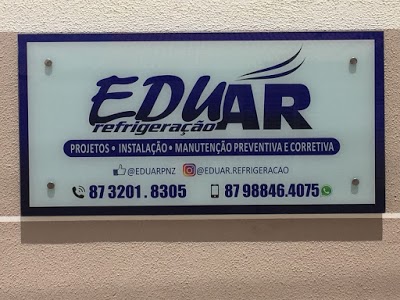 EDUAR
refrigeração
PROJETOS • INSTALAÇÃO • MANUTENÇÃO PREVENTIVA E CORRETIVA
@EDUARPNZ @EDUAR.REFRIGERACAO
87 3201.8305 87 98846.4075